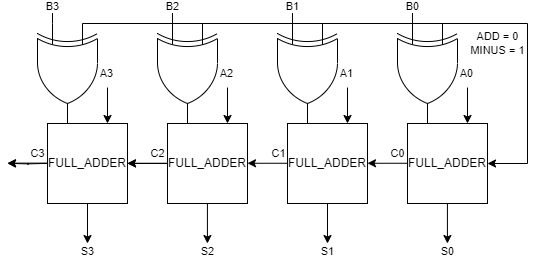 B3 B2 B1 B0
ADD = 0
MINUS = 1
A3 A2 A1 A0
C3 FULL_ADDER C2 FULL_ADDER C1 FULL_ADDER C0 FULL_ADDER
S3 S2 S1 S0